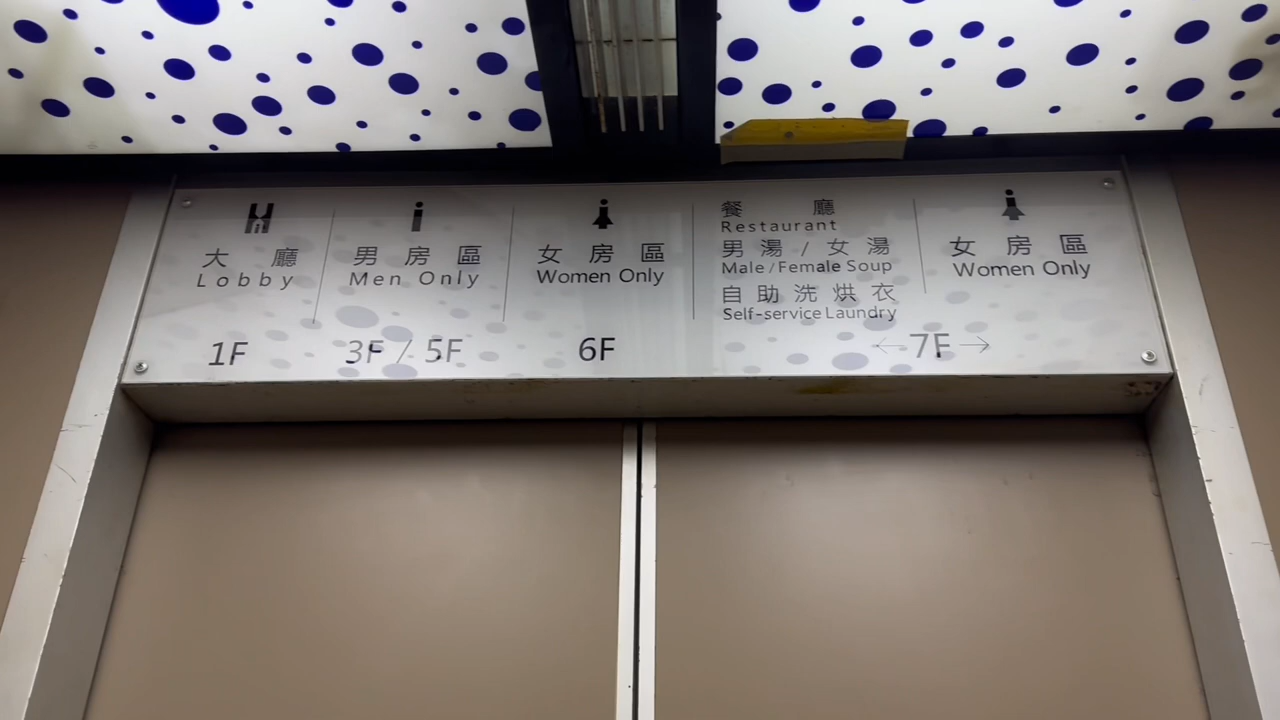 大廳
Lobby
1F
男房區
Men Only
3F / 5F
女房區
Women Only
6F
餐廳
Restaurant
男湯/女湯
Male/Female Soup
自助洗烘衣
Self-service Laundry
女房區
Women Only
←7F→